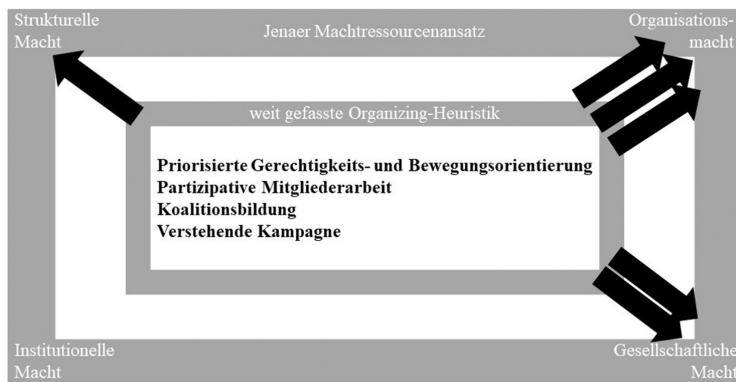 Strukturelle
Macht
Jenaer Machtressourcenansatz
Organisations-
macht
weit gefasste Organizing-Heuristik
Priorisierte Gerechtigkeits- und Bewegungsorientierung
Partizipative Mitgliederarbeit
Koalitionsbildung
Verstehende Kampagne
Institutionelle
Macht
Gesellschaftliche
Macht